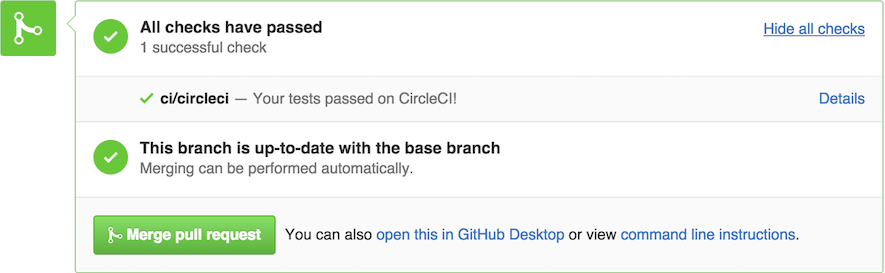 All checks have passed
Hide all checks
1 successful check
ci/circleci — Your tests passed on CircleCI!
Details
This branch is up-to-date with the base branch
Merging can be performed automatically.
Merge pull request
You can also open this in GitHub Desktop or view command line instructions.